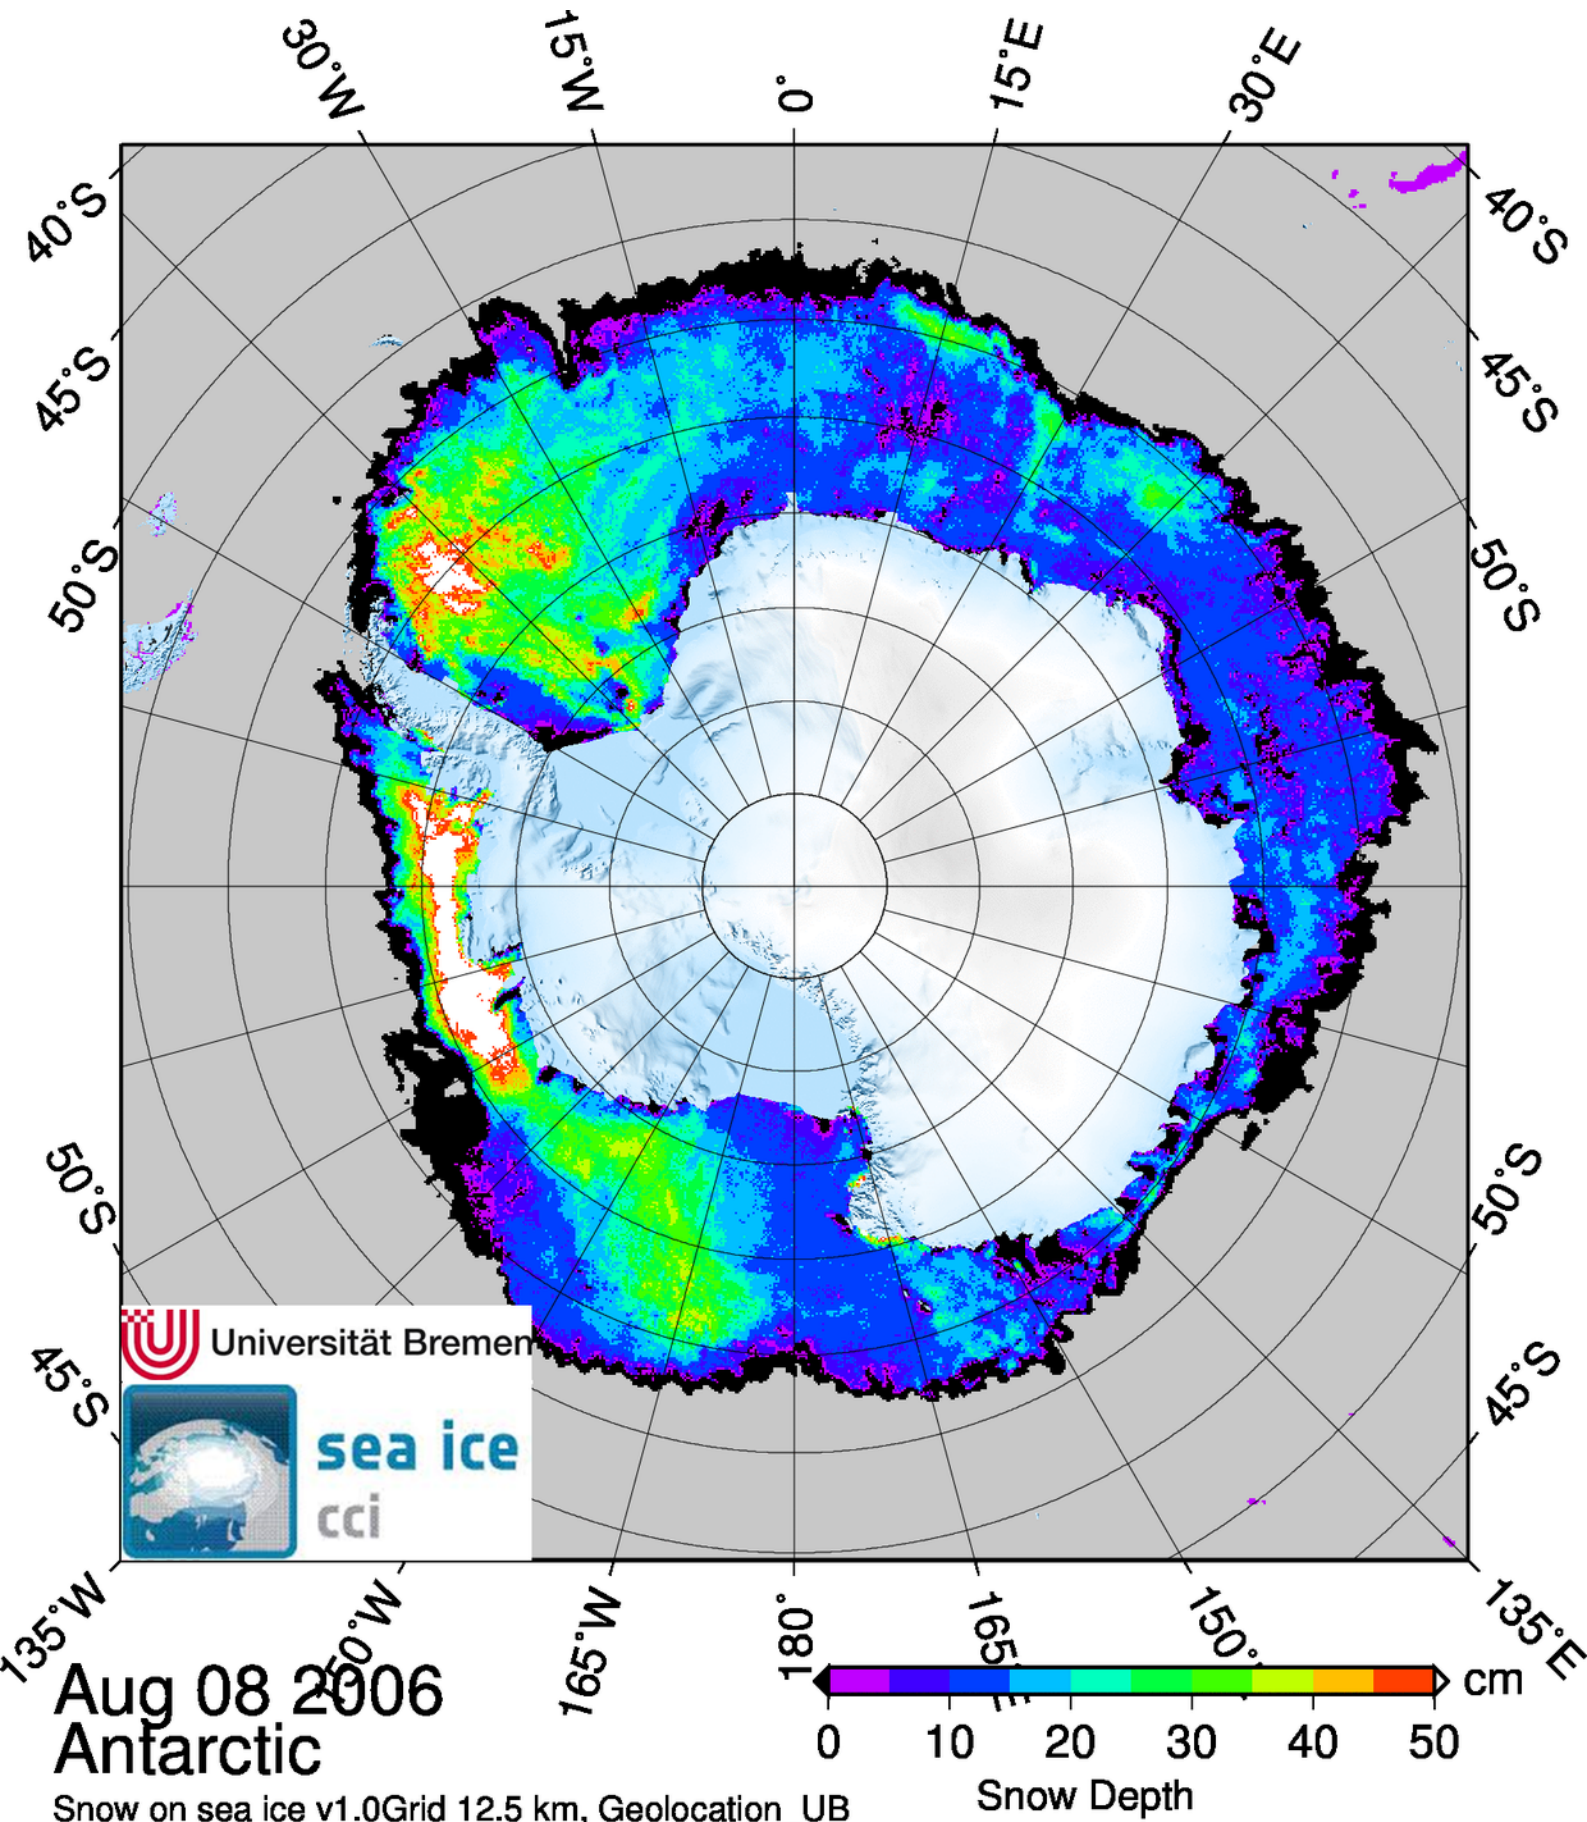 30°W
15°W
0°
15°E
30°E
40°S
40°S
45°S
45°S
50°S
50°S
50°S
50°S
45°S
45°S
Universität Bremen
sea ice
cci
135°W
165°W
180°
135°E
Aug 08 2006
Antarctic
Snow on sea ice v1.0Grid 12.5 km, Geolocation UB
cm
0 10 20 30 40 50
Snow Depth